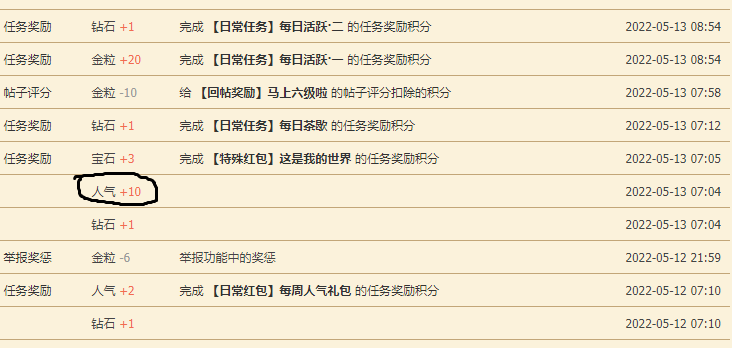 任务奖励 钻石 +1 完成 【日常任务】每日活跃·二 的任务奖励积分 2022-05-13 08:54
任务奖励 金粒 +20 完成 【日常任务】每日活跃·一 的任务奖励积分 2022-05-13 08:54
帖子评分 金粒 -10 给 【回帖奖励】马上六级啦 的帖子评分扣除的积分 2022-05-13 07:58
任务奖励 钻石 +1 完成 【日常任务】每日茶歇 的任务奖励积分 2022-05-13 07:12
任务奖励 宝石 +3 完成 【特殊红包】这是我的世界 的任务奖励积分 2022-05-13 07:05
人气 +10 2022-05-13 07:04
钻石 +1 2022-05-13 07:04
举报奖惩 金粒 -6 举报功能中的奖惩 2022-05-12 21:59
任务奖励 人气 +2 完成 【日常红包】每周人气礼包 的任务奖励积分 2022-05-12 07:10
钻石 +1 2022-05-12 07:10